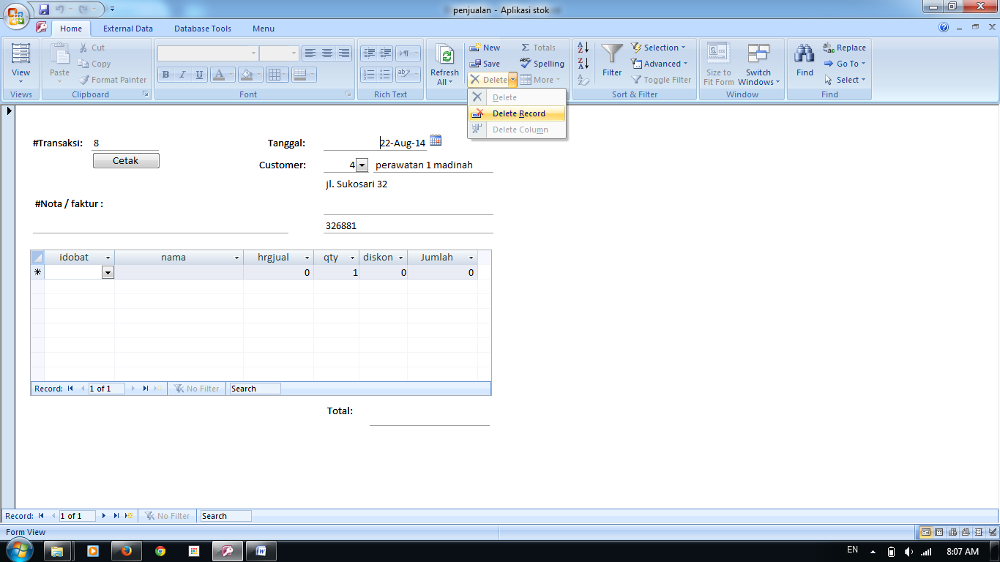 penjualan - Aplikasi stok
Home External Data Database Tools Menu
View
Views
Paste
Cut
Copy
Format Painter
Clipboard
B I U A
Font
Rich Text
Refresh All
New
Save
Delete
Totals
Spelling
More
Delete
Delete Record
Delete Column
Filter
Selection
Advanced
Toggle Filter
Sort & Filter
Size to Fit Form
Switch Windows
Window
Find
Replace
Go To
Select
Find
#Transaksi: 8 Tanggal: 22-Aug-14
Cetak Customer: 4 perawatan 1 madinah
jl. Sukosari 32
#Nota / faktur :
326881
idobat nama hrgjual qty diskon Jumlah
0 1 0 0
Record: 1 of 1 No Filter Search
Total:
Record: 1 of 1 No Filter Search
Form View
EN 8:07 AM